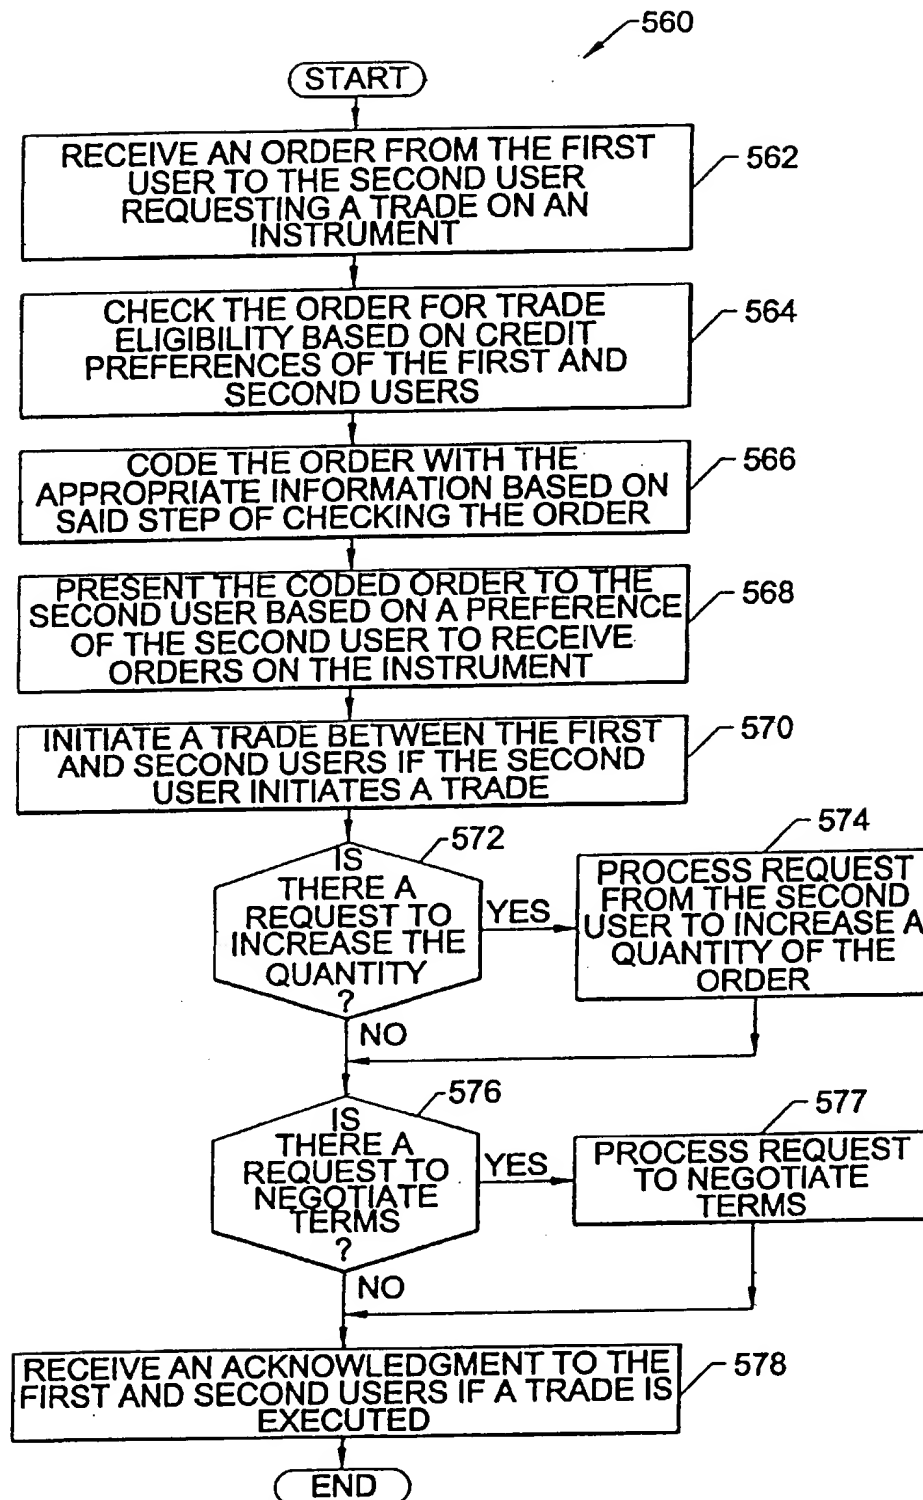 560
START
RECEIVE AN ORDER FROM THE FIRST
USER TO THE SECOND USER
REQUESTING A TRADE ON AN
INSTRUMENT
562
CHECK THE ORDER FOR TRADE
ELIGIBILITY BASED ON CREDIT
PREFERENCES OF THE FIRST AND
SECOND USERS
564
CODE THE ORDER WITH THE
APPROPRIATE INFORMATION BASED ON
SAID STEP OF CHECKING THE ORDER
566
PRESENT THE CODED ORDER TO THE
SECOND USER BASED ON A PREFERENCE
OF THE SECOND USER TO RECEIVE
ORDERS ON THE INSTRUMENT
568
INITIATE A TRADE BETWEEN THE FIRST
AND SECOND USERS IF THE SECOND
USER INITIATES A TRADE
570
IS
THERE A
REQUEST TO
INCREASE THE
QUANTITY
?
572
YES
PROCESS REQUEST
FROM THE SECOND
USER TO INCREASE A
QUANTITY OF THE
ORDER
574
NO
IS
THERE A
REQUEST TO
NEGOTIATE
TERMS
?
576
YES
PROCESS REQUEST
TO NEGOTIATE
TERMS
577
NO
RECEIVE AN ACKNOWLEDGMENT TO THE
FIRST AND SECOND USERS IF A TRADE IS
EXECUTED
578
END